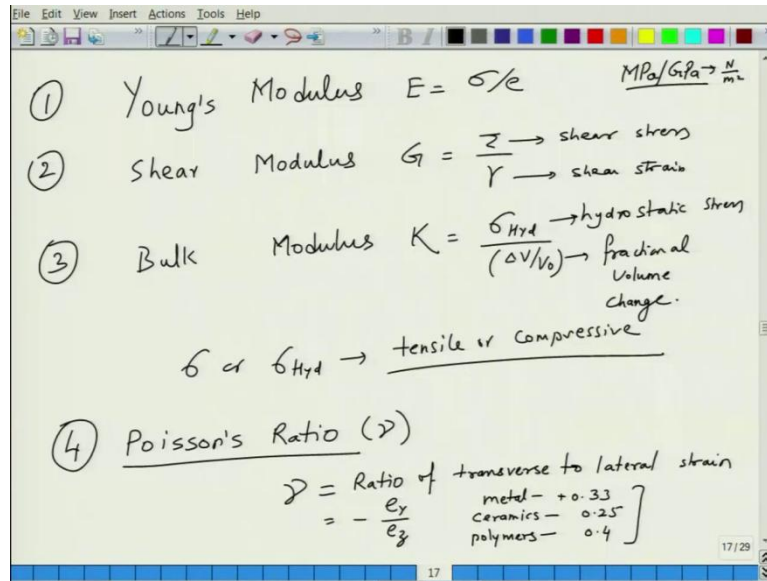 File Edit View Insert Actions Tools Help
① Young's Modulus E = σ/e MPa/GPa → N/m²
② Shear Modulus G = τ/γ → shear stress
→ shear strain
③ Bulk Modulus K = σHyd/(ΔV/V₀) → hydrostatic stress
→ fractional
volume
change.
σ or σHyd → tensile or compressive
④ Poisson's Ratio (ν)
ν = Ratio of transverse to lateral strain
= - ey/ez
metal - +0.33
ceramics - 0.25
polymers - 0.4
17/29
17